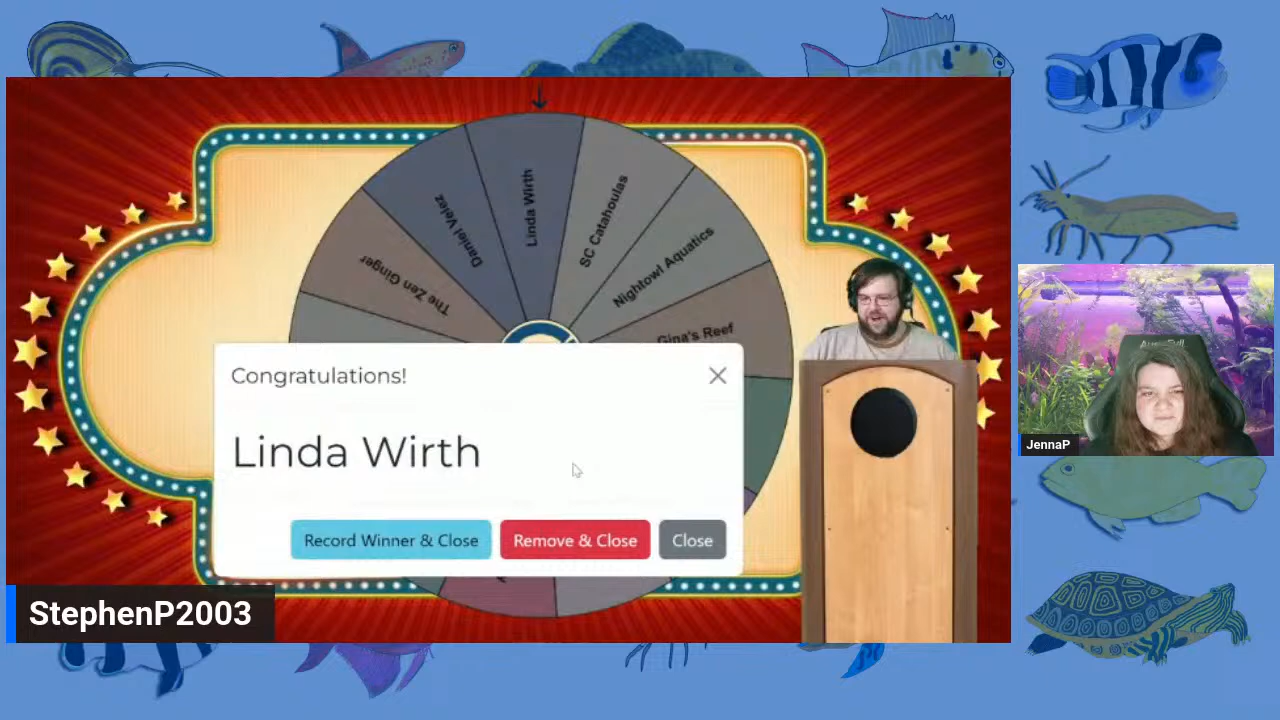 Linda Wirth
Daniel Velez
SC Catahoulas
The Zen Ginger
Nightowl Aquatics
Gina's Reef
Congratulations!
Linda Wirth
Record Winner & Close
Remove & Close
Close
StephenP2003
JennaP